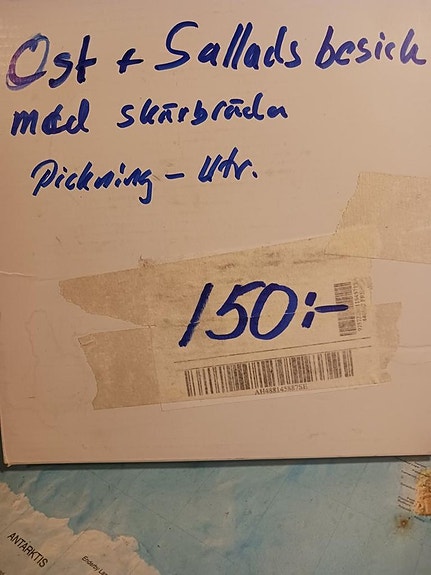 Ost + Sallads besick
med skärbräda
Pickning - Utr.
150:-
ANTARKTIS